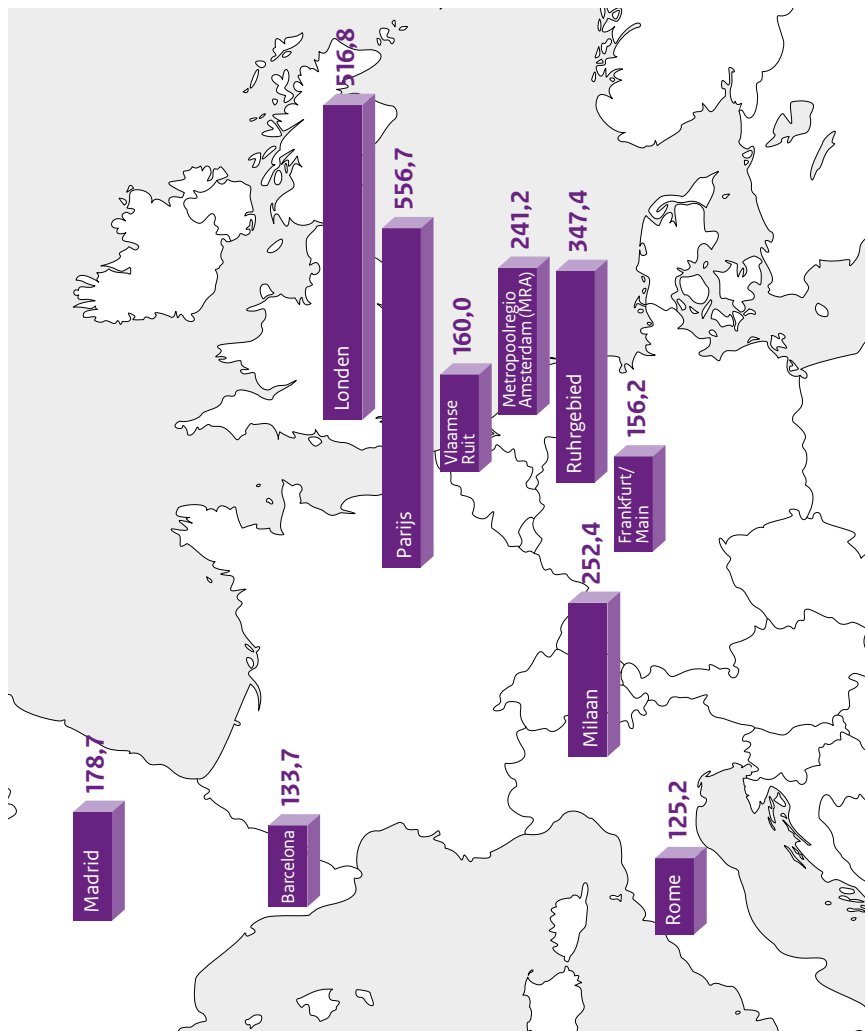 516,8
Londen
556,7
Parijs
160,0
Vlaamse
Ruit
241,2
Metropoolregio
Amsterdam (MRA)
347,4
Ruhrgebied
156,2
Frankfurt/
Main
252,4
Milaan
178,7
Madrid
133,7
Barcelona
125,2
Rome